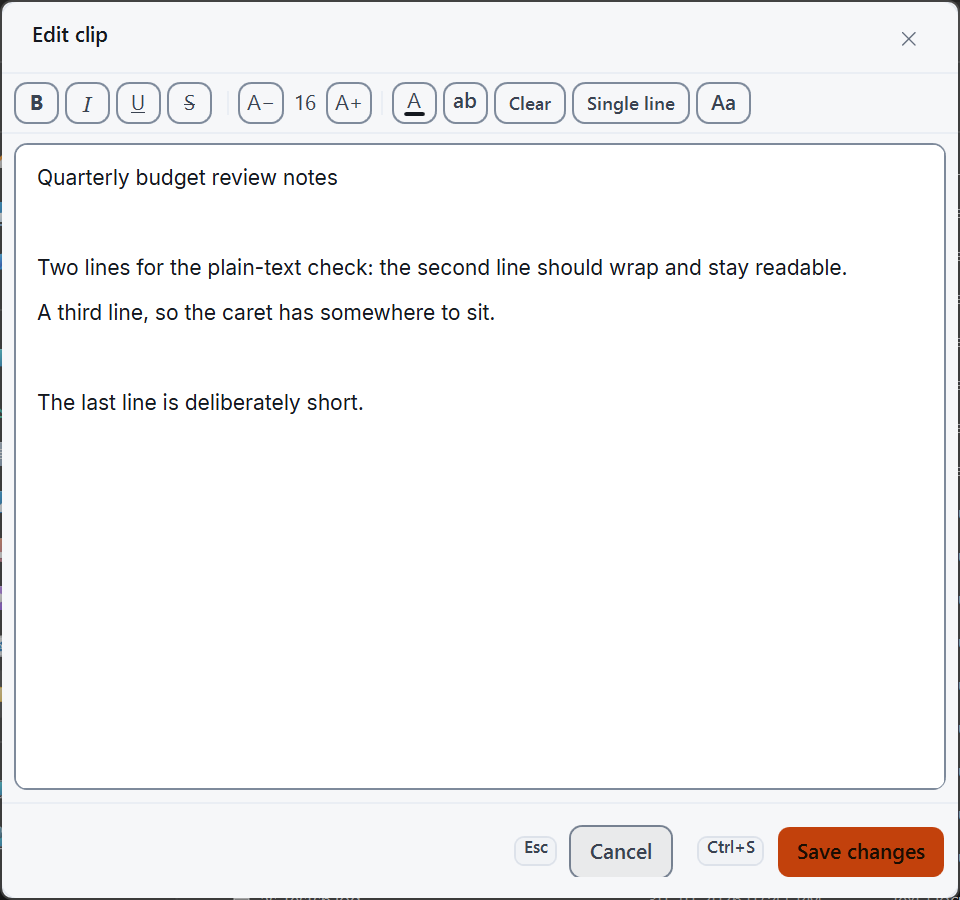 Edit clip
B I U S A− 16 A+ A ab Clear Single line Aa
Quarterly budget review notes
Two lines for the plain-text check: the second line should wrap and stay readable.
A third line, so the caret has somewhere to sit.
The last line is deliberately short.
Esc Cancel Ctrl+S Save changes